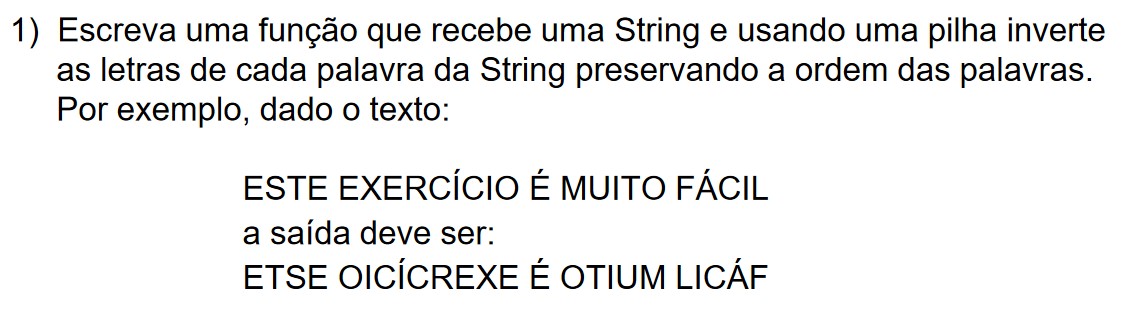 1) Escreva uma função que recebe uma String e usando uma pilha inverte
as letras de cada palavra da String preservando a ordem das palavras.
Por exemplo, dado o texto:
ESTE EXERCÍCIO É MUITO FÁCIL
a saída deve ser:
ETSE OICÍCREXE É OTIUM LICÁF